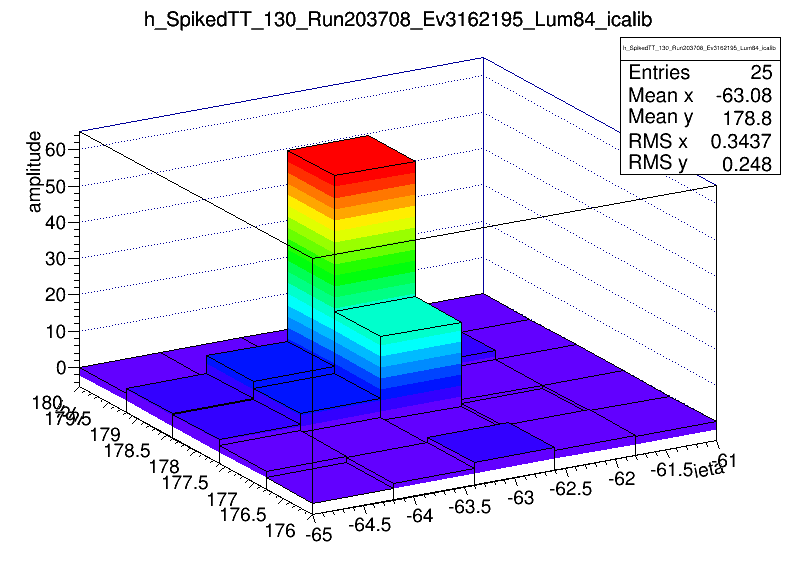 h_SpikedTT_130_Run203708_Ev3162195_Lum84_icalib
h_SpikedTT_130_Run203708_Ev3162195_Lum84_icalib
Entries 25
Mean x -63.08
Mean y 178.8
RMS x 0.3437
RMS y 0.248
amplitude
60
50
40
30
20
10
0
180
179.5
179
178.5
178
177.5
177
176.5
176
-65
-64.5
-64
-63.5
-63
-62.5
-62
-61.5
-61
ieta